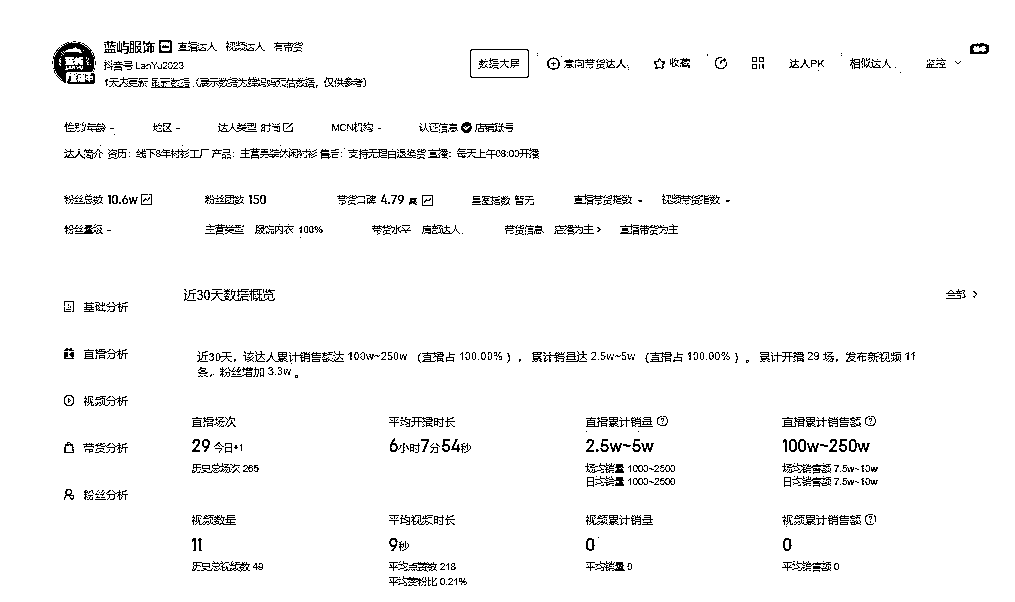 蓝屿服饰 直播达人 视频达人 有带货
抖音号 LanYu2023
1天内更新 更新数据 (展示数据为蝉妈妈预估数据，仅供参考)
数据大屏 意向带货达人 收藏 达人PK 相似达人 监控
性别/年龄 - 地区 - 达人类型 时尚 MCN机构 - 认证信息 店铺账号
达人简介 资历：线下8年衬衫工厂 产品：主营男装休闲衬衫 售后：支持无理由退换货 直播：每天上午08:00开播
粉丝总数 10.6w 粉丝团数 150 带货口碑 4.79 高 星图指数 暂无 直播带货指数 - 视频带货指数 -
粉丝量级 - 主营类型 服饰内衣 100% 带货水平 肩部达人 带货信息 店播为主 直播带货为主
基础分析
直播分析
视频分析
带货分析
粉丝分析
近30天数据概览 全部
近30天，该达人累计销售额达 100w~250w （直播占 100.00%）， 累计销量达 2.5w~5w （直播占 100.00%）。 累计开播 29 场，发布新视频 11
条，粉丝增加 3.3w 。
直播场次 平均开播时长 直播累计销量 直播累计销售额
29 今日+1 6小时7分54秒 2.5w~5w 100w~250w
历史总场次 265 场均销量 1000~2500 场均销售额 7.5w~10w
日均销量 1000~2500 日均销售额 7.5w~10w
视频数量 平均视频时长 视频累计销量 视频累计销售额
11 9秒 0 0
历史总视频数 49 平均点赞数 218 平均销量 0 平均销售额 0
平均赞粉比 0.21%